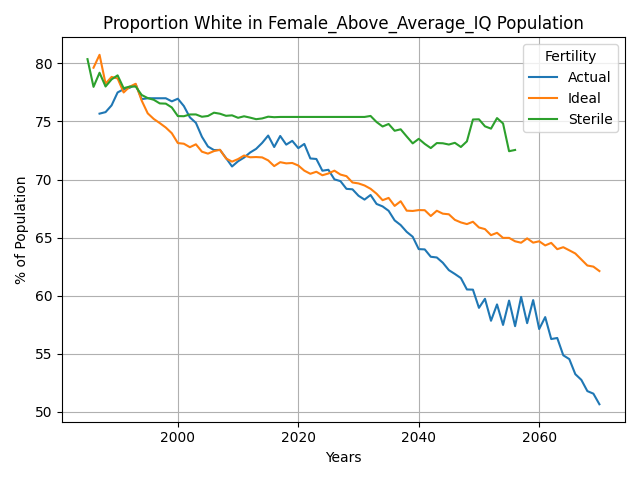 Proportion White in Female_Above_Average_IQ Population
Fertility
Actual
Ideal
Sterile
% of Population
80
75
70
65
60
55
50
2000
2020
2040
2060
Years